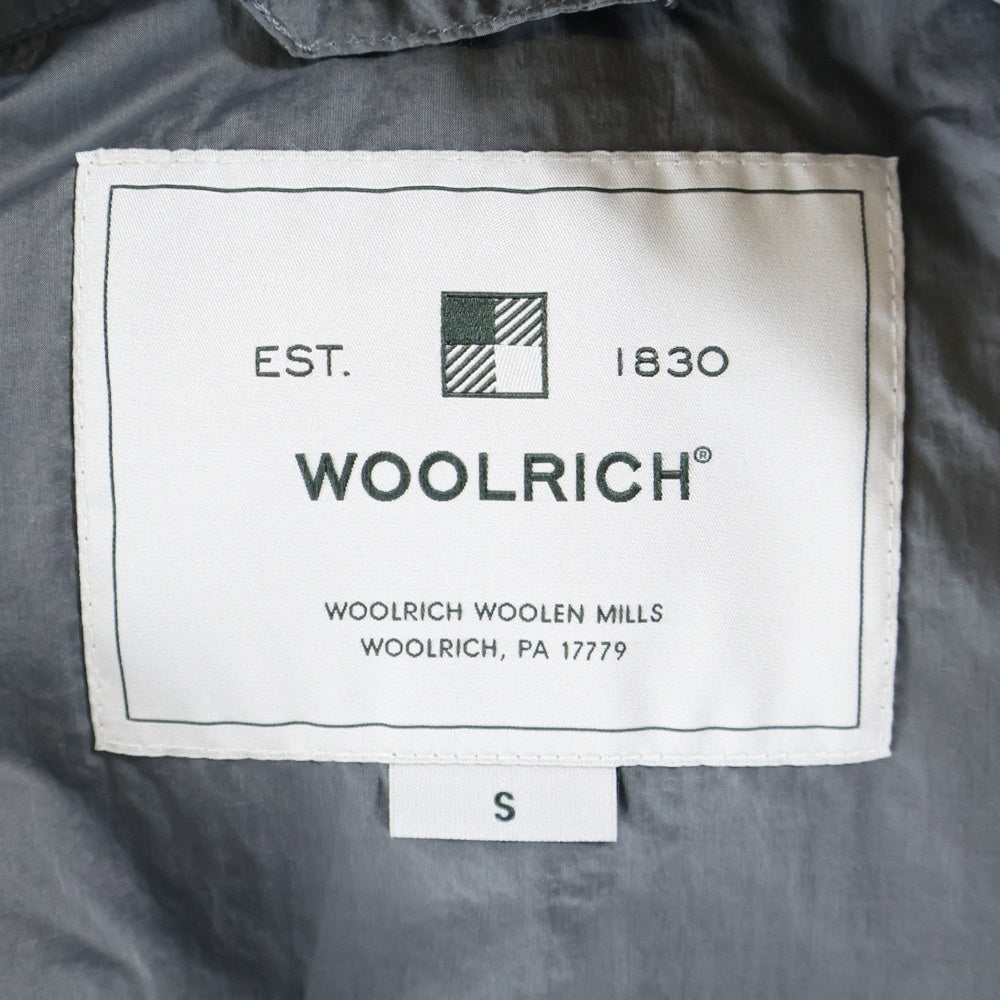 EST. 1830
WOOLRICH®
WOOLRICH WOOLEN MILLS
WOOLRICH, PA 17779
S